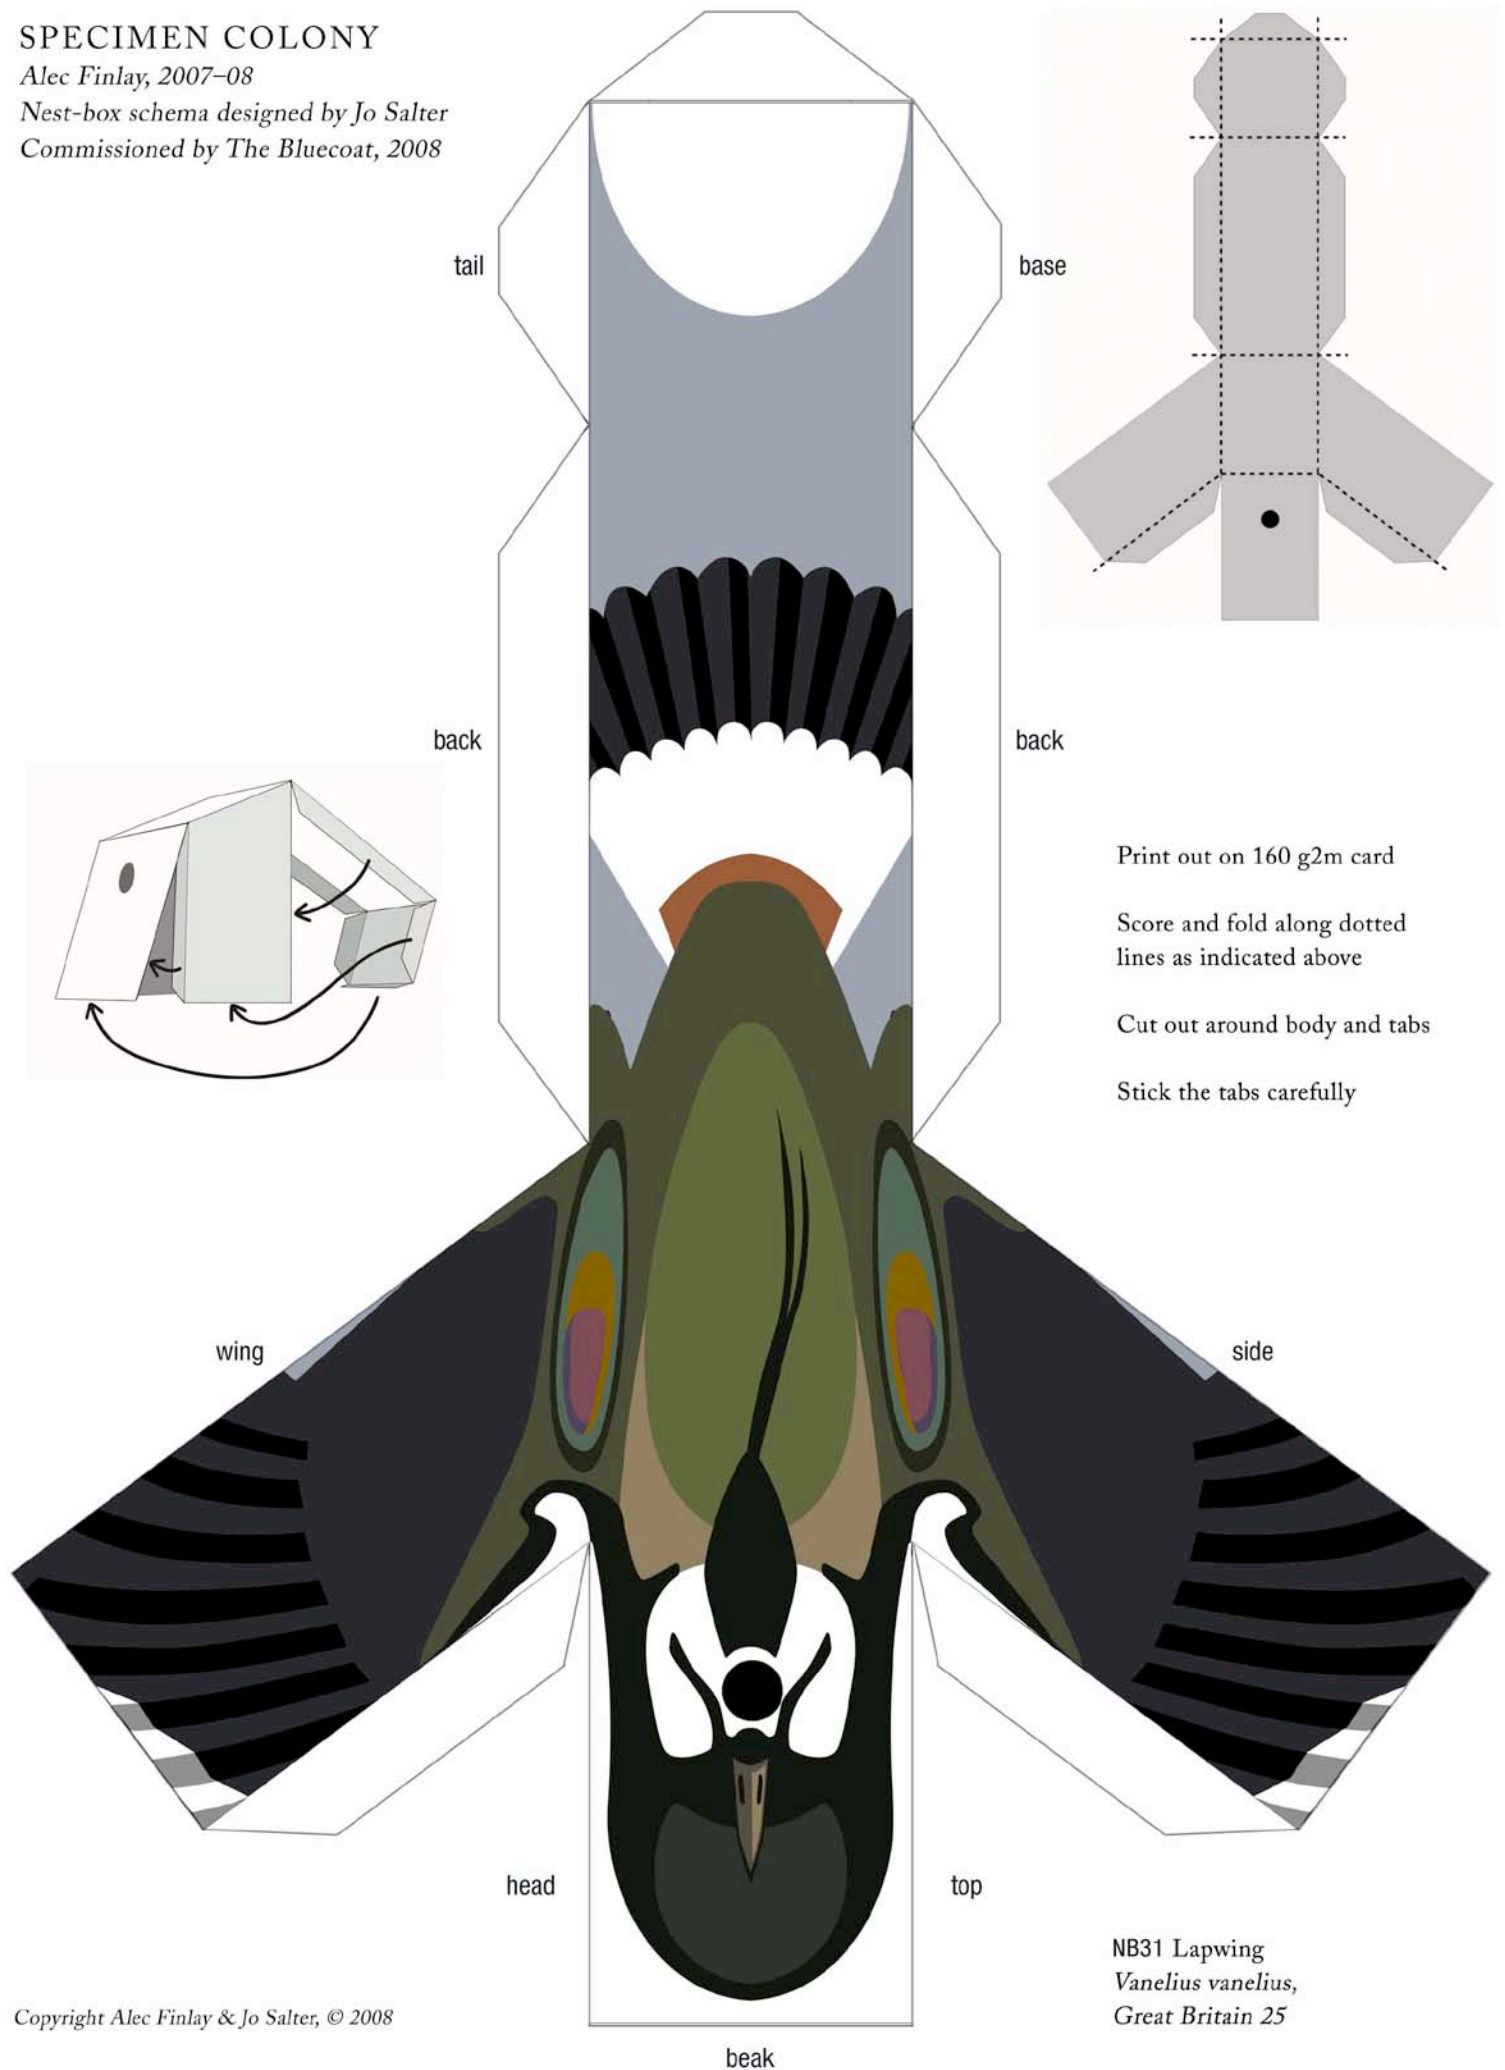 SPECIMEN COLONY
Alec Finlay, 2007–08
Nest-box schema designed by Jo Salter
Commissioned by The Bluecoat, 2008
tail
base
back
back
Print out on 160 g2m card
Score and fold along dotted
lines as indicated above
Cut out around body and tabs
Stick the tabs carefully
wing
side
head
top
NB31 Lapwing
Vanelius vanelius,
Great Britain 25
Copyright Alec Finlay & Jo Salter, © 2008
beak